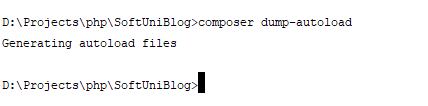 D:\Projects\php\SoftUniBlog>composer dump-autoload
Generating autoload files
D:\Projects\php\SoftUniBlog>